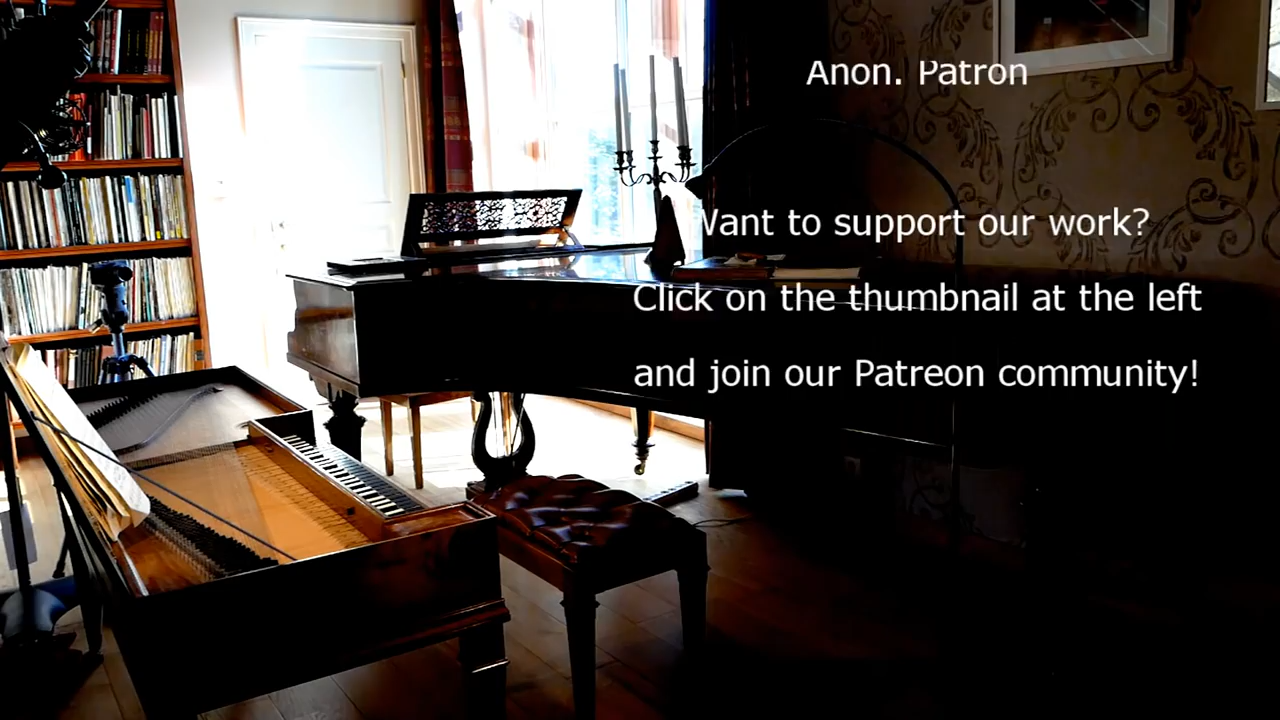 Anon. Patron
Want to support our work?
Click on the thumbnail at the left
and join our Patreon community!